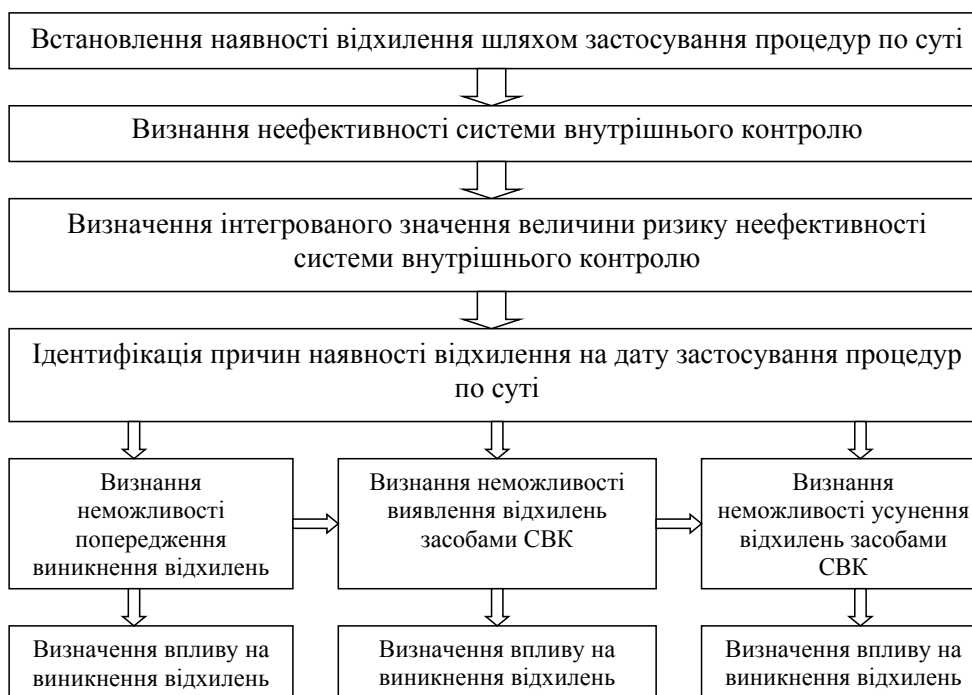 Встановлення наявності відхилення шляхом застосування процедур по суті
Визнання неефективності системи внутрішнього контролю
Визначення інтегрованого значення величини ризику неефективності
системи внутрішнього контролю
Ідентифікація причин наявності відхилення на дату застосування процедур
по суті
Визнання
неможливості
попередження
виникнення відхилень
Визнання неможливості
виявлення відхилень
засобами СВК
Визнання
неможливості усунення
відхилень засобами
СВК
Визначення впливу на
виникнення відхилень
Визначення впливу на
виникнення відхилень
Визначення впливу на
виникнення відхилень